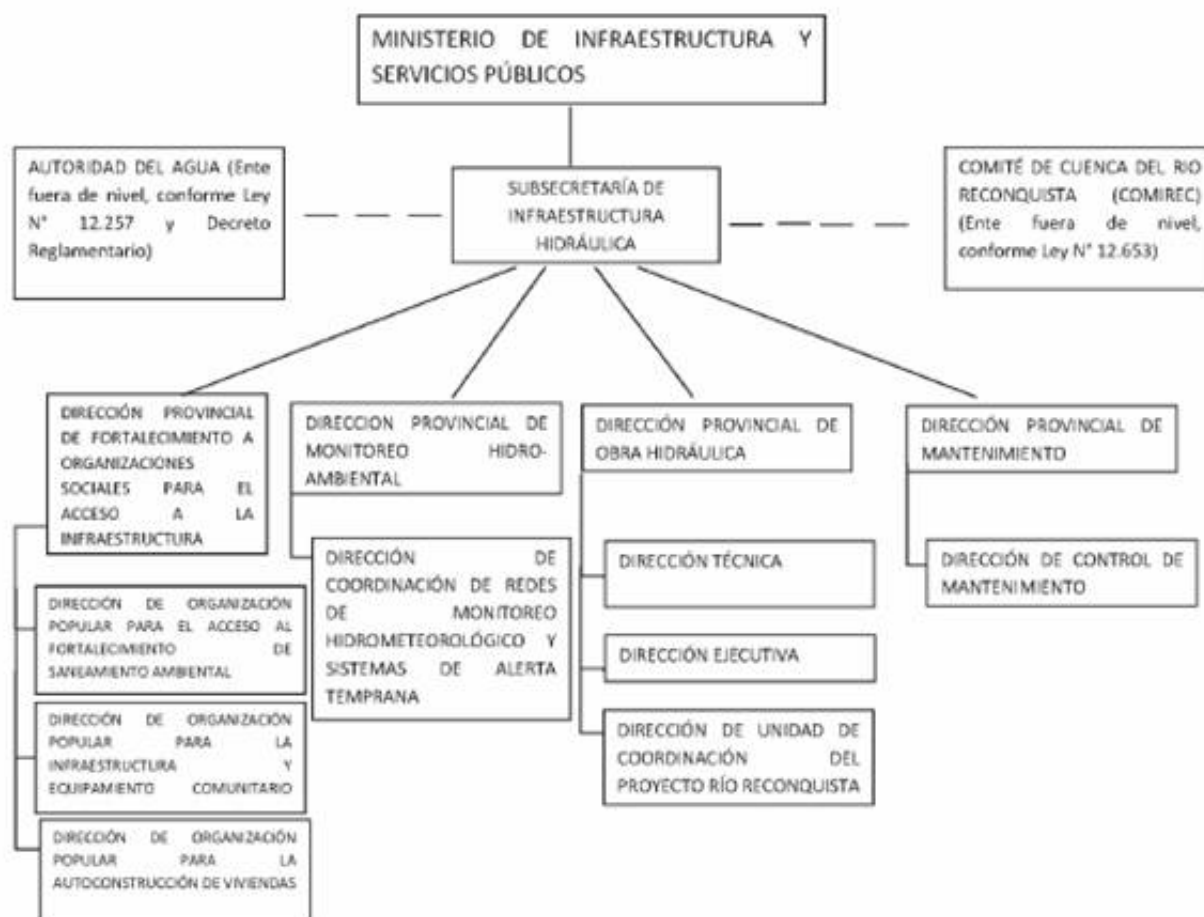 MINISTERIO DE INFRAESTRUCTURA Y
SERVICIOS PÚBLICOS
AUTORIDAD DEL AGUA (Ente
fuera de nivel, conforme Ley
N° 12.257 y Decreto
Reglamentario)
SUBSECRETARÍA DE
INFRAESTRUCTURA
HIDRÁULICA
COMITÉ DE CUENCA DEL RIO
RECONQUISTA (COMIREC)
(Ente fuera de nivel,
conforme Ley N° 12.653)
DIRECCIÓN PROVINCIAL
DE FORTALECIMIENTO A
ORGANIZACIONES
SOCIALES PARA EL
ACCESO A LA
INFRAESTRUCTURA
DIRECCIÓN DE ORGANIZACIÓN
POPULAR PARA EL ACCESO AL
FORTALECIMIENTO DE
SANEAMIENTO AMBIENTAL
DIRECCIÓN DE ORGANIZACIÓN
POPULAR PARA LA
INFRAESTRUCTURA Y
EQUIPAMIENTO COMUNITARIO
DIRECCIÓN DE ORGANIZACIÓN
POPULAR PARA LA
AUTOCONSTRUCCIÓN DE VIVIENDAS
DIRECCION PROVINCIAL DE
MONITOREO HIDRO-
AMBIENTAL
DIRECCIÓN DE
COORDINACIÓN DE REDES
DE MONITOREO
HIDROMETEOROLÓGICO Y
SISTEMAS DE ALERTA
TEMPRANA
DIRECCIÓN PROVINCIAL DE
OBRA HIDRÁULICA
DIRECCIÓN TÉCNICA
DIRECCIÓN EJECUTIVA
DIRECCIÓN DE UNIDAD DE
COORDINACIÓN DEL
PROYECTO RÍO RECONQUISTA
DIRECCIÓN PROVINCIAL DE
MANTENIMIENTO
DIRECCIÓN DE CONTROL DE
MANTENIMIENTO